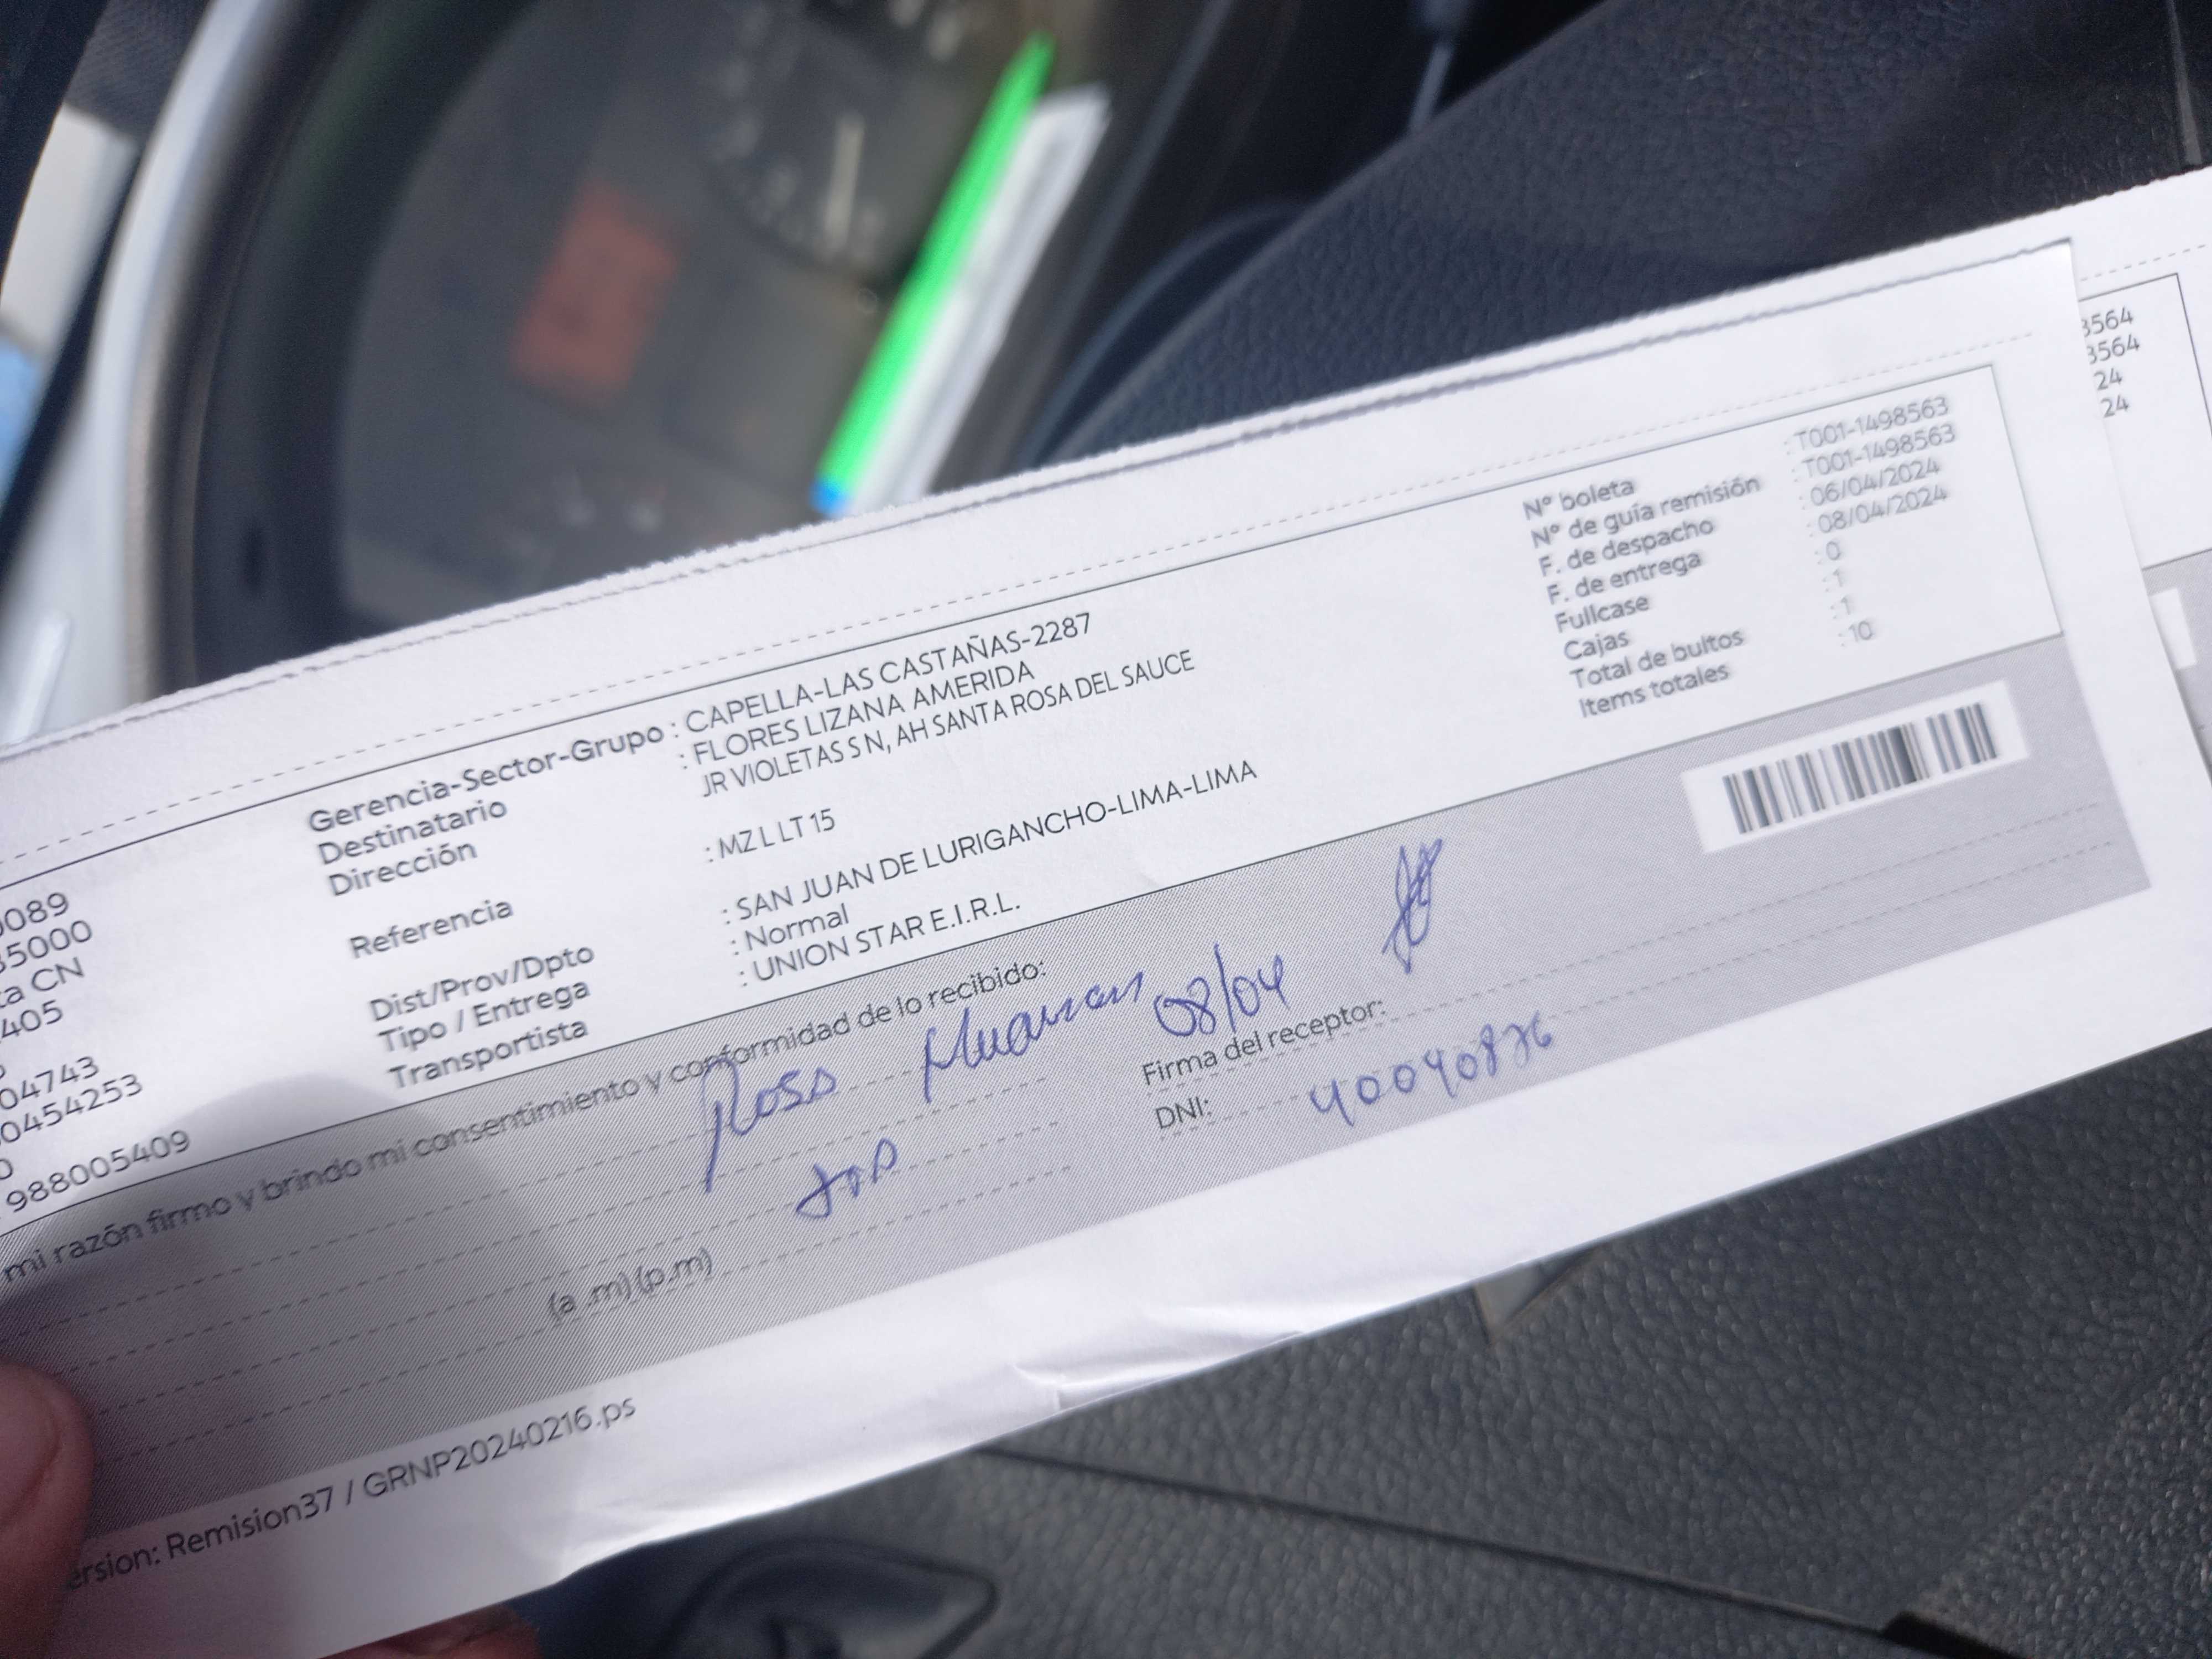 3564
3564
24
24
Nº boleta : T001-1498563
Nº de guía remisión : T001-1498563
F. de despacho : 06/04/2024
F. de entrega : 08/04/2024
Fullcase : 0
Cajas : 1
Total de bultos : 1
Items totales : 10
Gerencia-Sector-Grupo : CAPELLA-LAS CASTAÑAS-2287
Destinatario : FLORES LIZANA AMERIDA
Dirección JR VIOLETAS S N, AH SANTA ROSA DEL SAUCE
Referencia : MZ L LT 15
Dist/Prov/Dpto : SAN JUAN DE LURIGANCHO-LIMA-LIMA
Tipo / Entrega : Normal
Transportista : UNION STAR E.I.R.L.
0089
35000
ta CN
405
04743
0454253
988005409
mi razón firmo y brindo mi consentimiento y conformidad de lo recibido:
Rosa
08/04
Firma del receptor:
DNI: 40040876
(a .m) (p.m)
ersion: Remision37 / GRNP20240216.ps